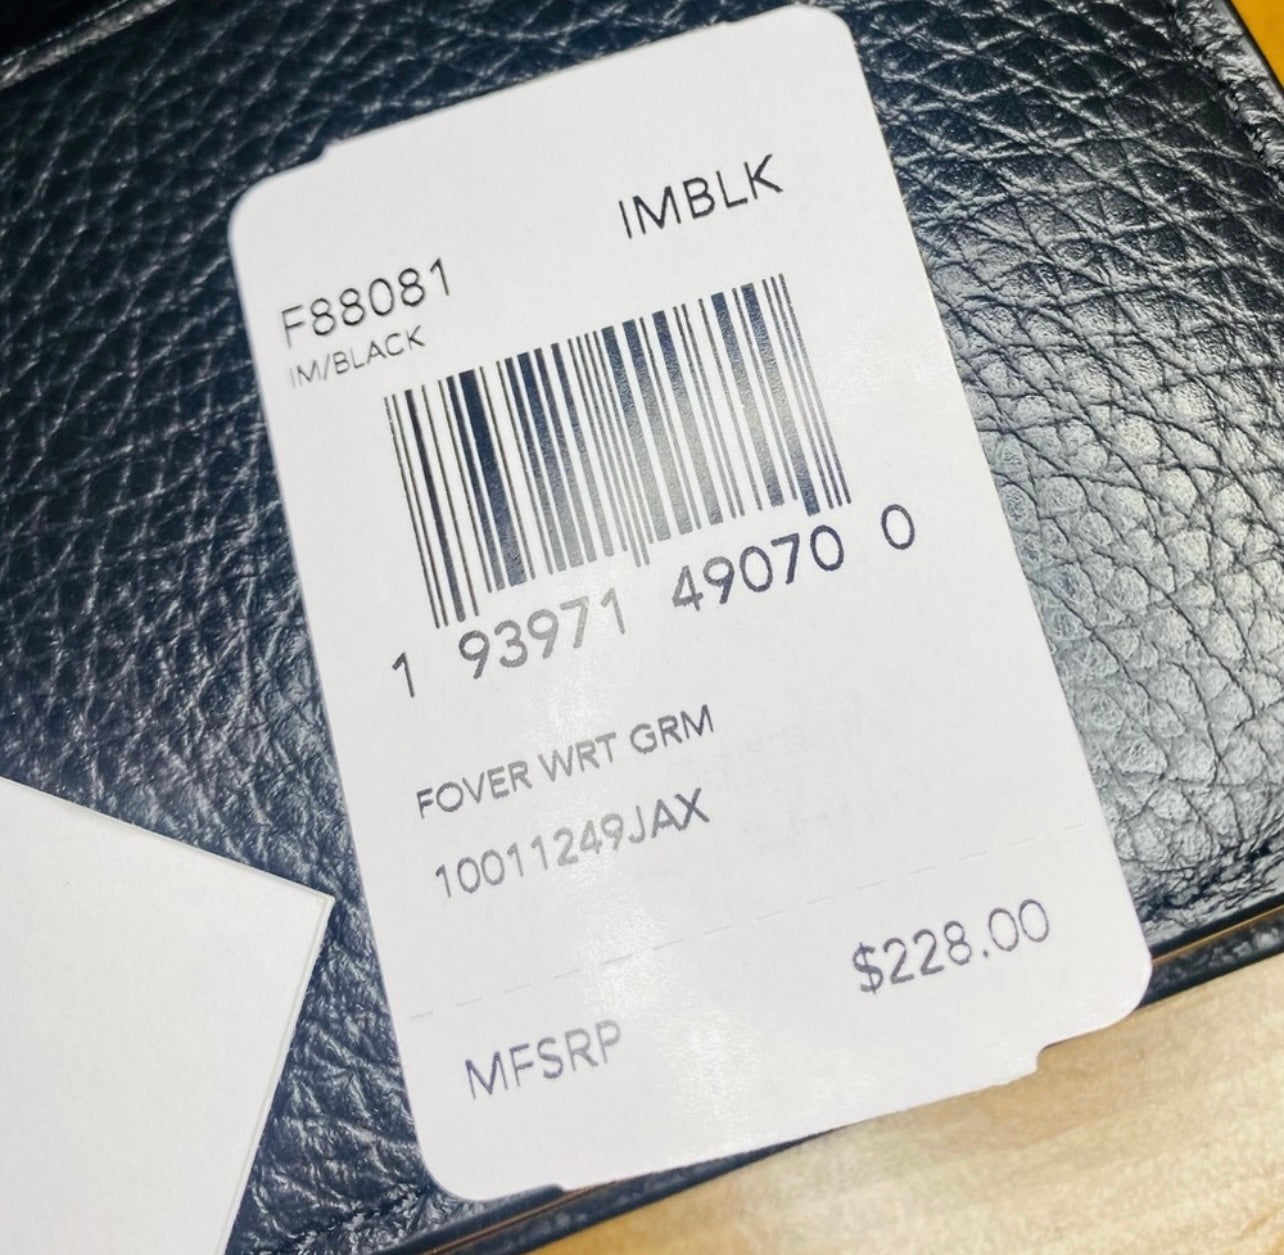 IMBLK
F88081
IM/BLACK
1 93971 49070 0
FOVER WRT GRM
10011249JAX
$228.00
MFSRP